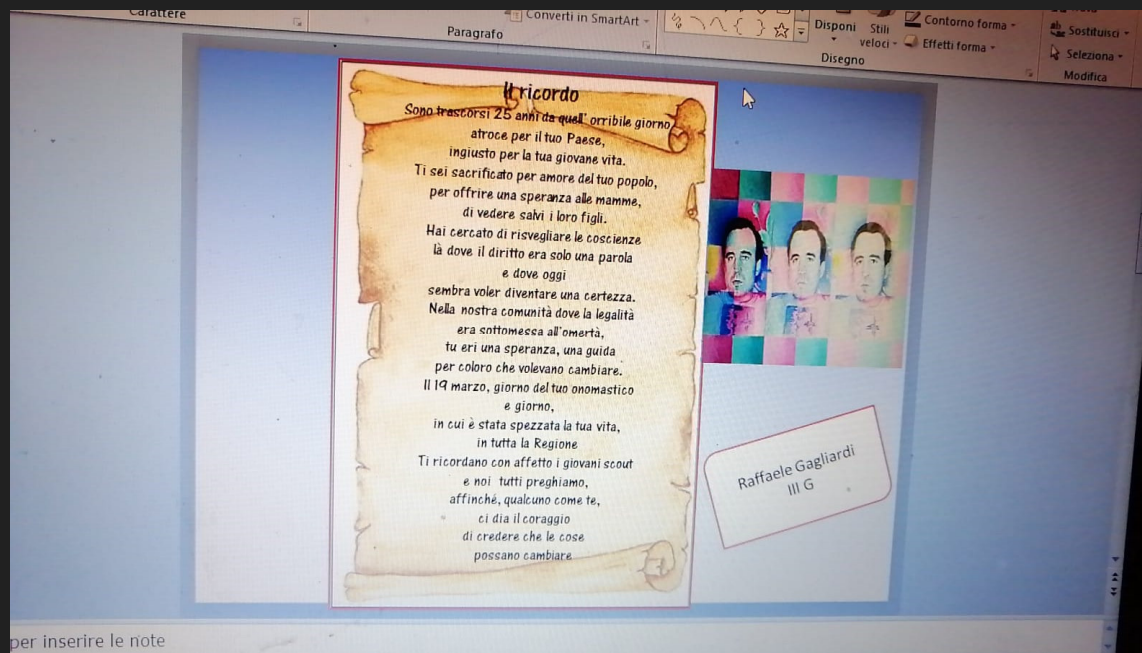 Carattere
Converti in SmartArt
Paragrafo
Disponi
Stili
veloci
Contorno forma
Effetti forma
Disegno
Sostituisci
Seleziona
Modifica
Il ricordo
Sono trascorsi 25 anni da quell' orribile giorno,
atroce per il tuo Paese,
ingiusto per la tua giovane vita.
Ti sei sacrificato per amore del tuo popolo,
per offrire una speranza alle mamme,
di vedere salvi i loro figli.
Hai cercato di risvegliare le coscienze
là dove il diritto era solo una parola
e dove oggi
sembra voler diventare una certezza.
Nella nostra comunità dove la legalità
era sottomessa all'omertà,
tu eri una speranza, una guida
per coloro che volevano cambiare.
Il 19 marzo, giorno del tuo onomastico
e giorno,
in cui è stata spezzata la tua vita,
in tutta la Regione
Ti ricordano con affetto i giovani scout
e noi tutti preghiamo,
affinché, qualcuno come te,
ci dia il coraggio
di credere che le cose
possano cambiare
Raffaele Gagliardi
III G
per inserire le note